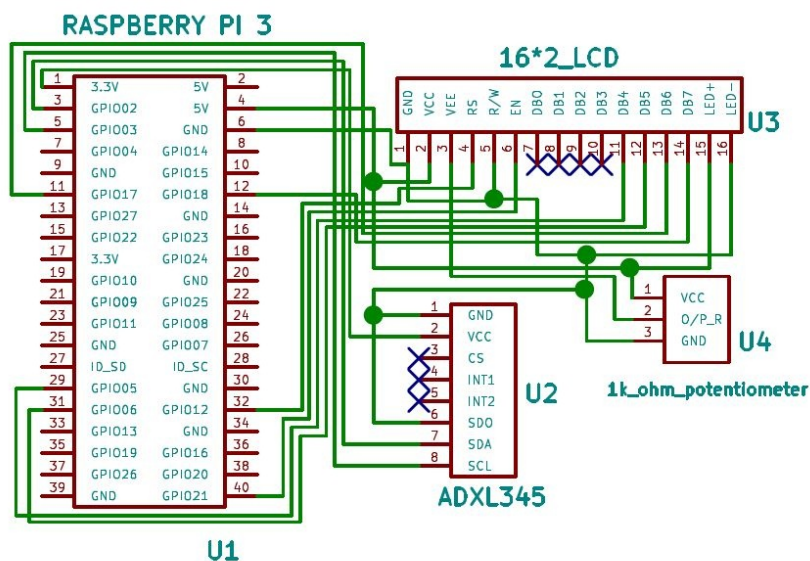 RASPBERRY PI 3
1 3.3V 5V 2
3 GPIO02 5V 4
5 GPIO03 GND 6
7 GPIO04 GPIO14 8
9 GND GPIO15 10
11 GPIO17 GPIO18 12
13 GPIO27 GND 14
15 GPIO22 GPIO23 16
17 3.3V GPIO24 18
19 GPIO10 GND 20
21 GPIO09 GPIO25 22
23 GPIO11 GPIO08 24
25 GND GPIO07 26
27 ID_SD ID_SC 28
29 GPIO05 GND 30
31 GPIO06 GPIO12 32
33 GPIO13 GND 34
35 GPIO19 GPIO16 36
37 GPIO26 GPIO20 38
39 GND GPIO21 40
U1
16*2_LCD
GND VCC VEE RS R/W EN DB0 DB1 DB2 DB3 DB4 DB5 DB6 DB7 LED+ LED-
U3
1 2 3 4 5 6 7 8 9 10 11 12 13 14 15 16
1 GND
2 VCC
3 CS
4 INT1
5 INT2
6 SDO
7 SDA
8 SCL
U2
ADXL345
1 VCC
2 O/P_R
3 GND
U4
1k_ohm_potentiometer